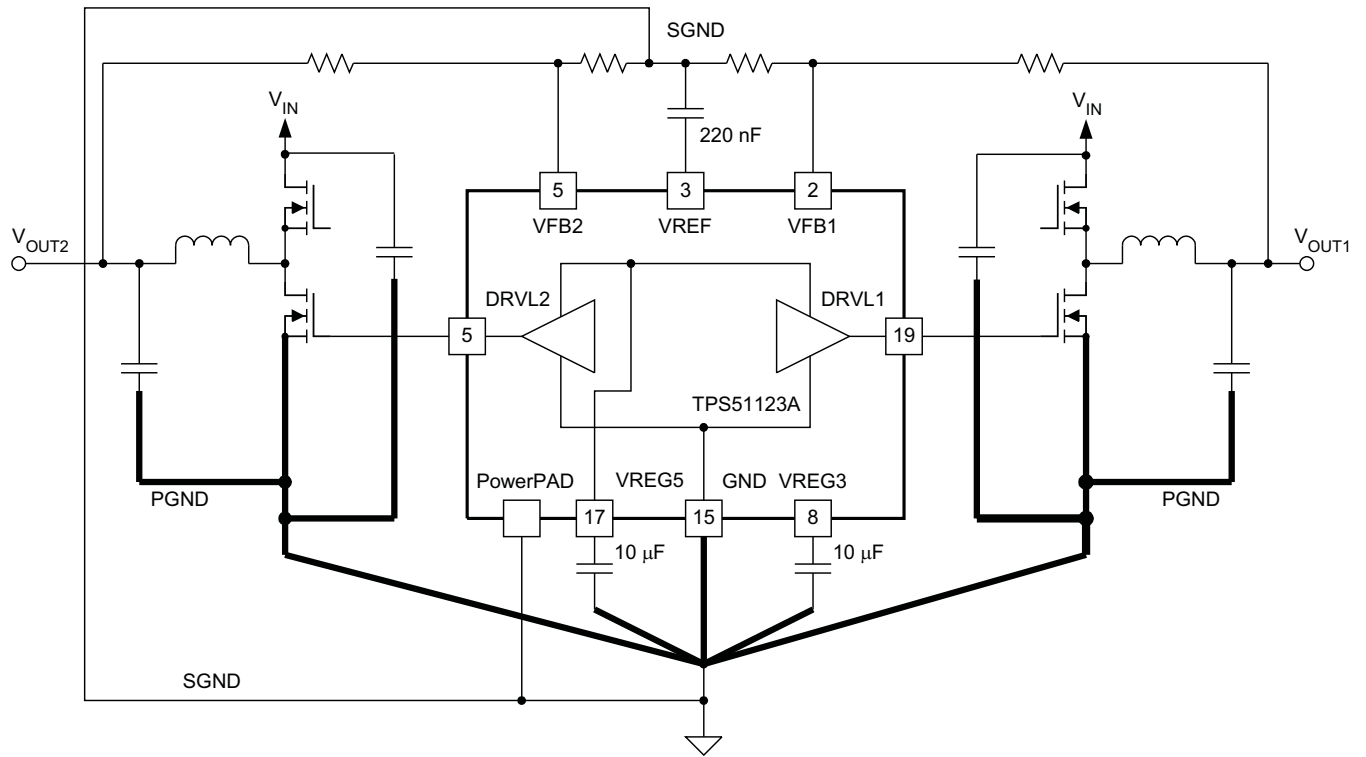 SGND
V_IN
V_IN
220 nF
5
3
2
VFB2
VREF
VFB1
V_OUT2
V_OUT1
DRVL2
DRVL1
5
19
TPS51123A
PowerPAD
VREG5
GND
VREG3
PGND
PGND
17
15
8
10 μF
10 μF
SGND